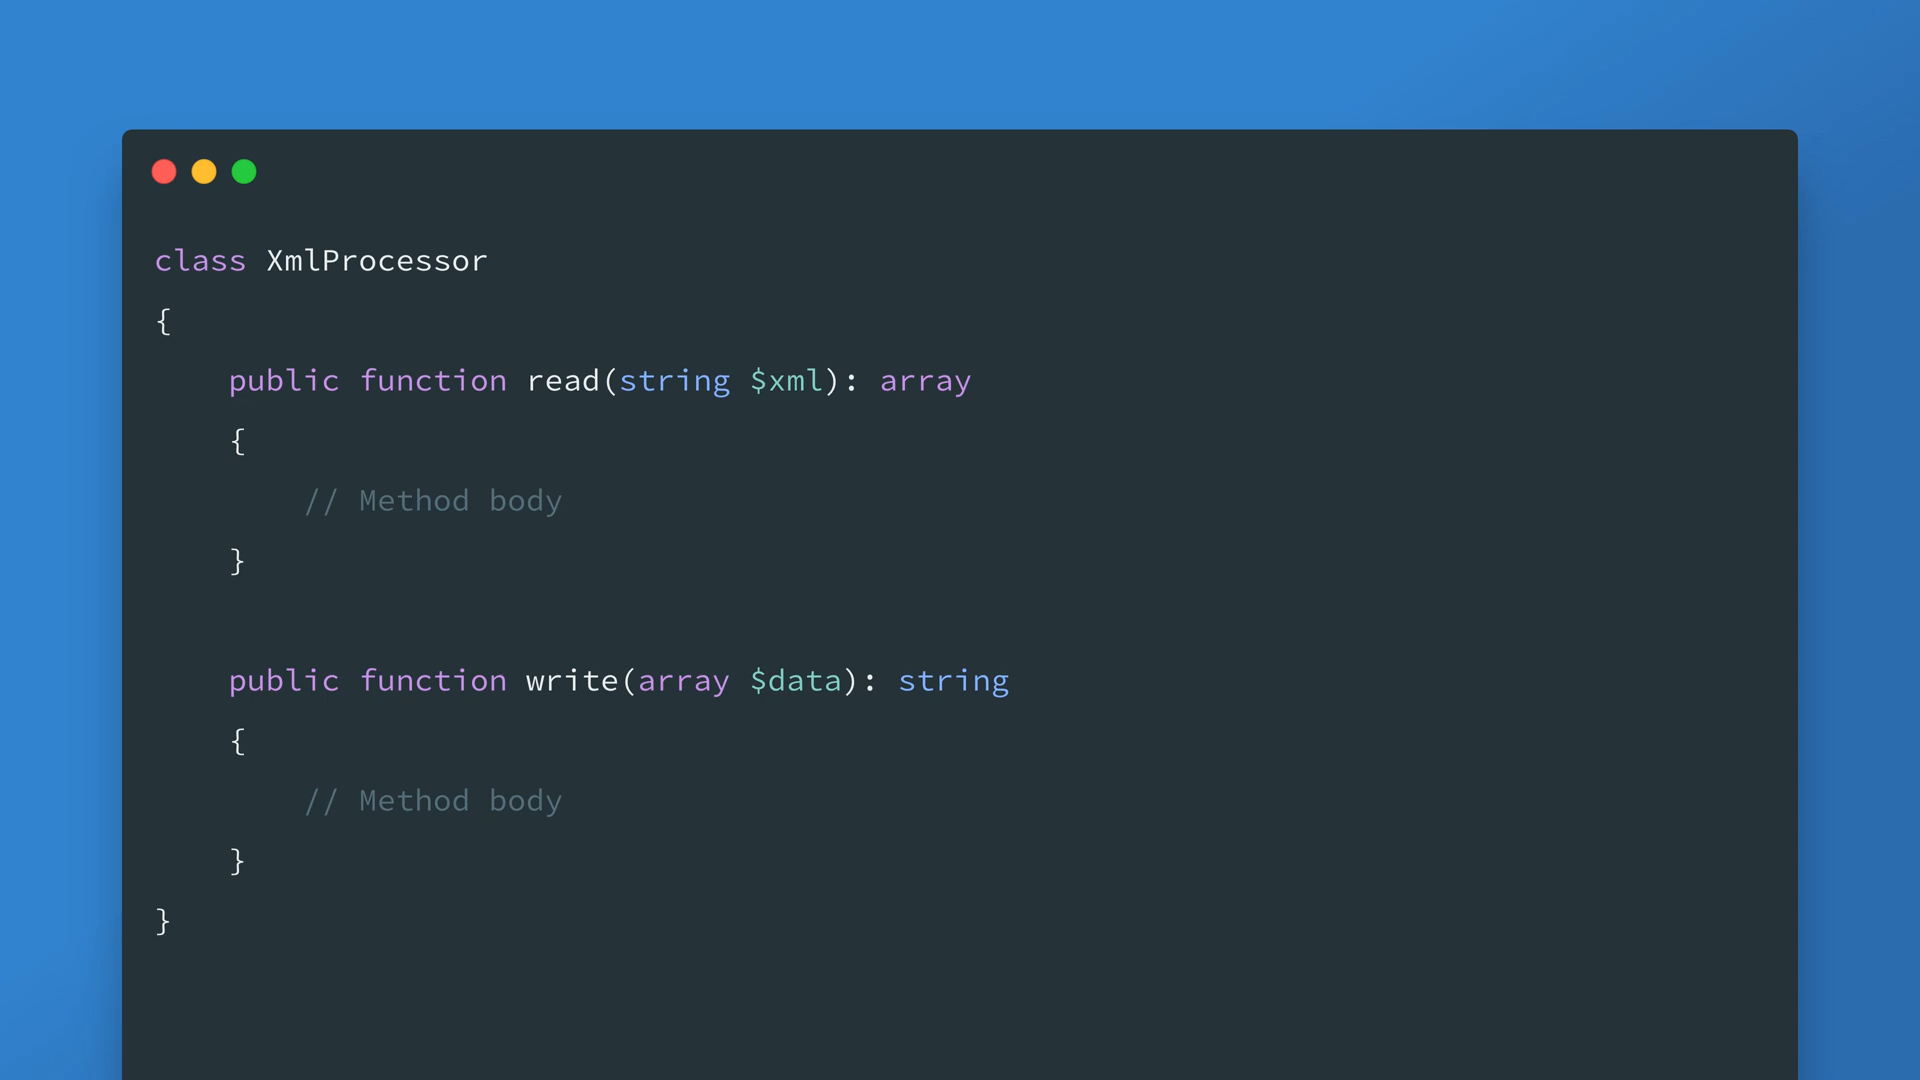 class XmlProcessor
{
    public function read(string $xml): array
    {
        // Method body
    }

    public function write(array $data): string
    {
        // Method body
    }
}